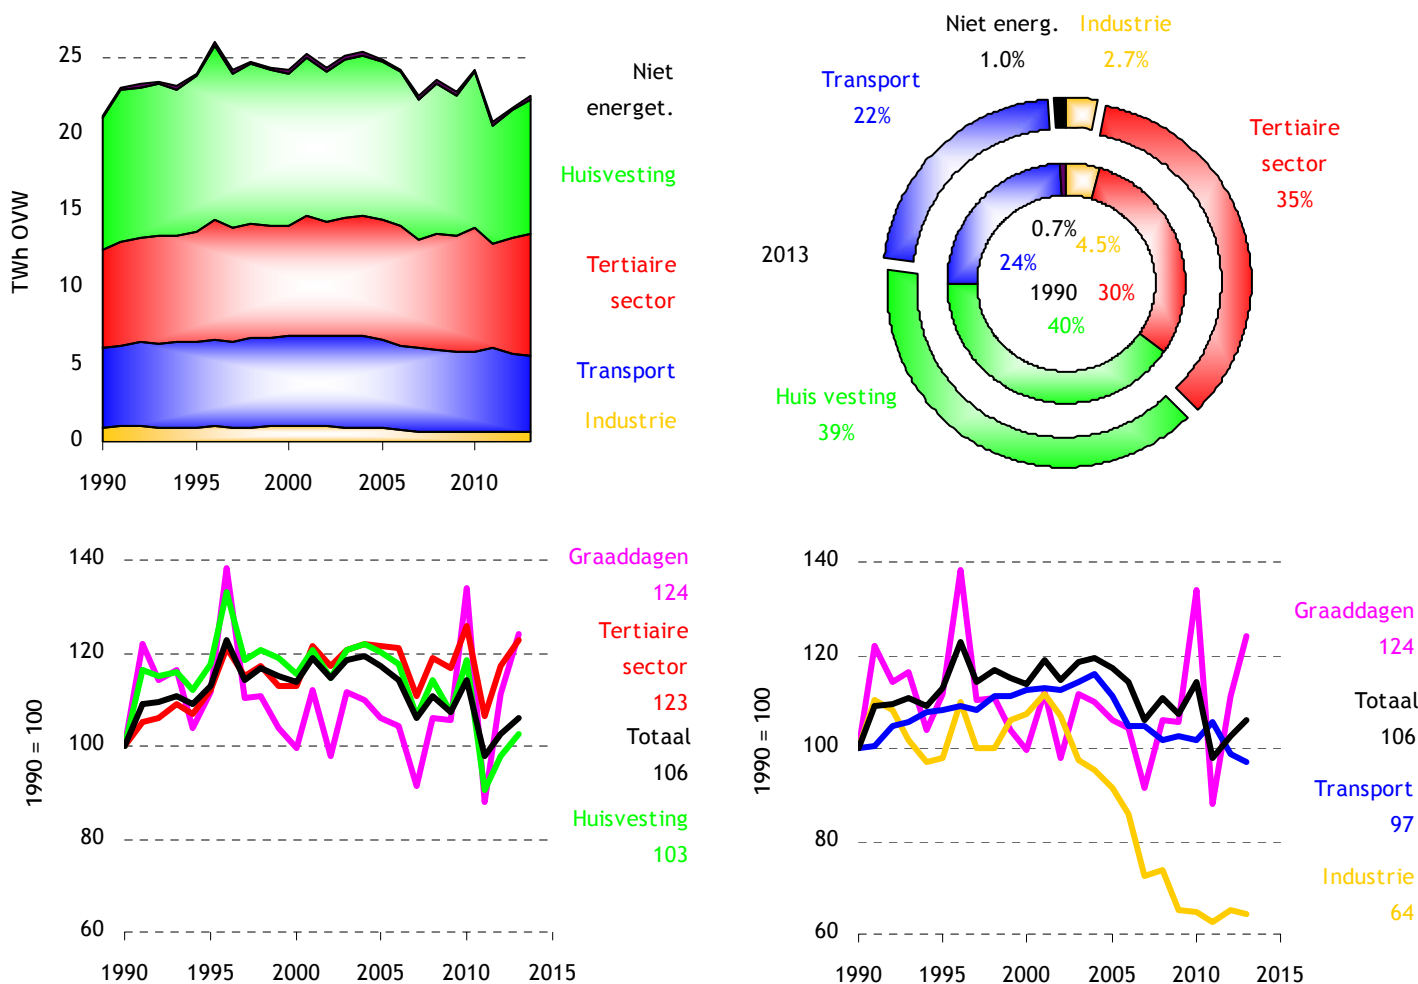 25
20
15
10
5
0
TWh OVW
1990 1995 2000 2005 2010
Niet
energet.
Huisvesting
Tertiaire
sector
Transport
Industrie
Niet energ. Industrie
1.0% 2.7%
Transport
22%
Tertiaire
sector
35%
2013
0.7%
4.5%
24%
1990 30%
40%
Huis vesting
39%
140
120
100
80
60
1990 = 100
1990 1995 2000 2005 2010 2015
Graaddagen
124
Tertiaire
sector
123
Totaal
106
Huisvesting
103
140
120
100
80
60
1990 = 100
1990 1995 2000 2005 2010 2015
Graaddagen
124
Totaal
106
Transport
97
Industrie
64